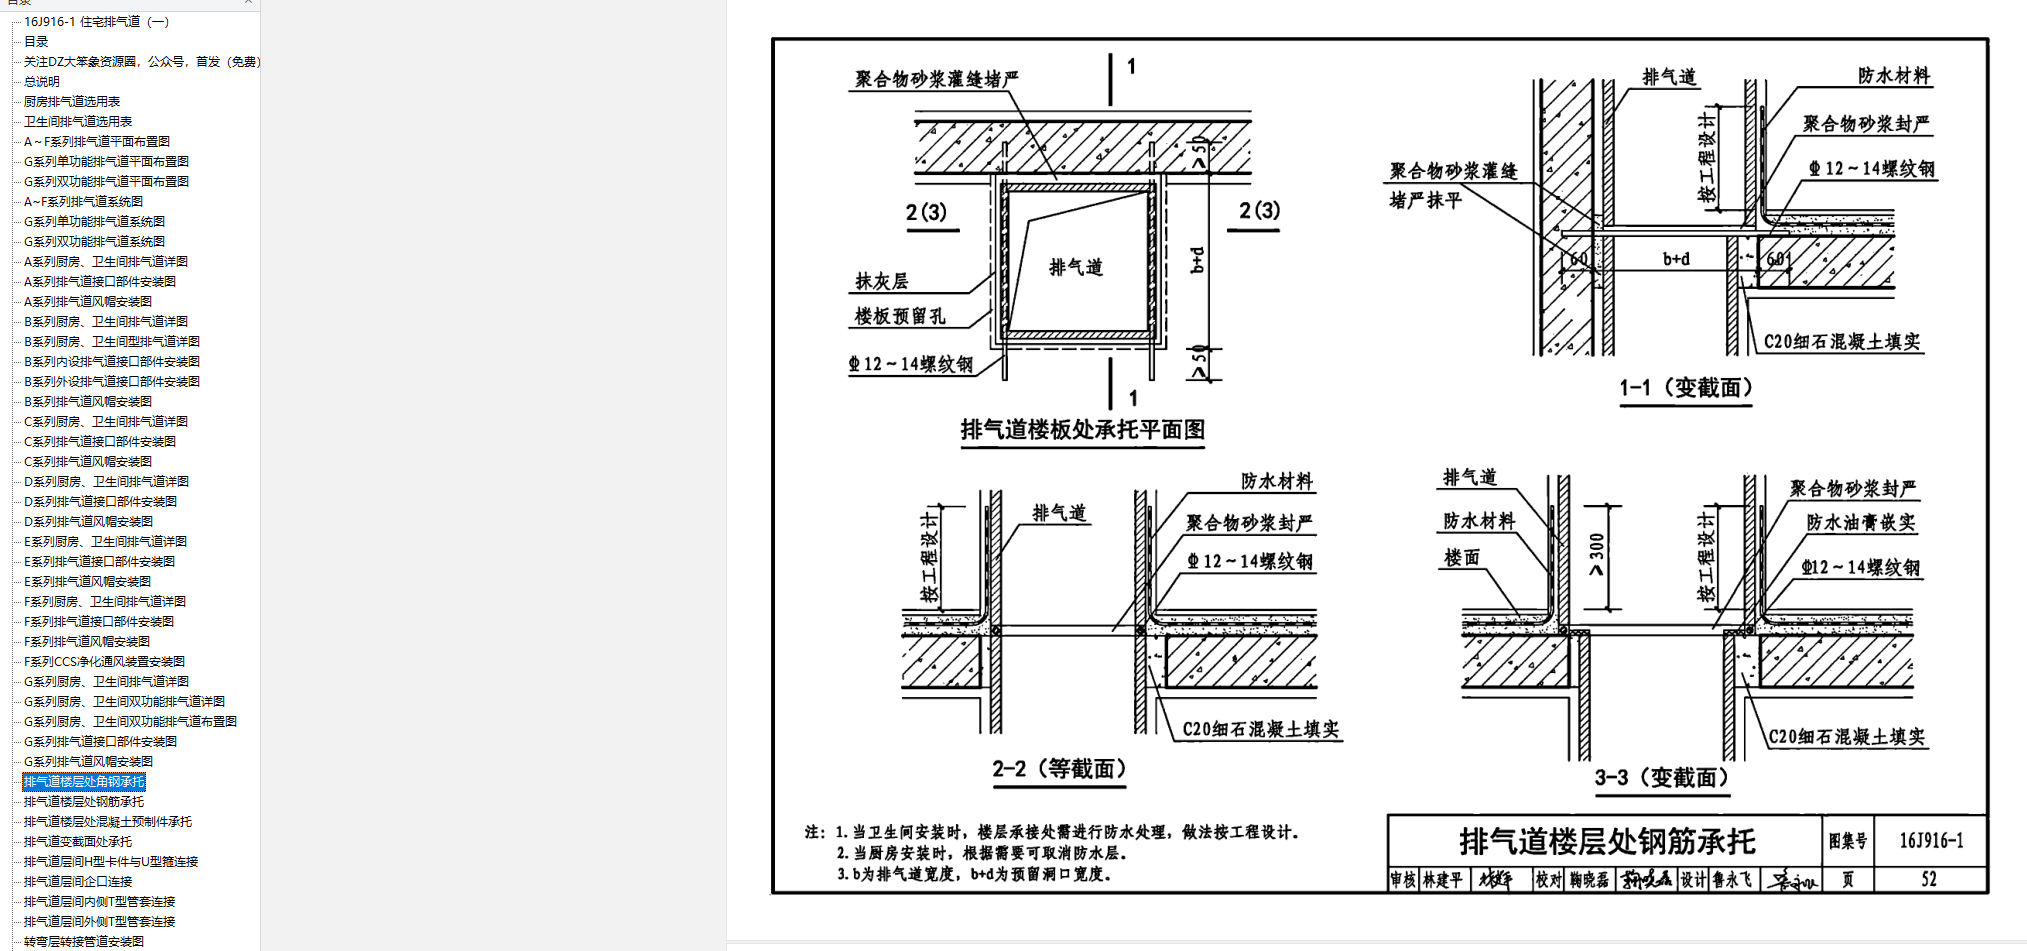 目录
16J916-1 住宅排气道（一）
目录
关注DZ大笨象资源圈，公众号，首发（免费）
总说明
厨房排气道选用表
卫生间排气道选用表
A～F系列排气道平面布置图
G系列单功能排气道平面布置图
G系列双功能排气道平面布置图
A~F系列排气道系统图
G系列单功能排气道系统图
G系列双功能排气道系统图
A系列厨房、卫生间排气道详图
A系列排气道接口部件安装图
A系列排气道风帽安装图
B系列厨房、卫生间排气道详图
B系列厨房、卫生间型排气道详图
B系列内设排气道接口部件安装图
B系列外设排气道接口部件安装图
B系列排气道风帽安装图
C系列厨房、卫生间排气道详图
C系列排气道接口部件安装图
C系列排气道风帽安装图
D系列厨房、卫生间排气道详图
D系列排气道接口部件安装图
D系列排气道风帽安装图
E系列厨房、卫生间排气道详图
E系列排气道接口部件安装图
E系列排气道风帽安装图
F系列厨房、卫生间排气道详图
F系列排气道接口部件安装图
F系列排气道风帽安装图
F系列CCS净化通风装置安装图
G系列厨房、卫生间排气道详图
G系列厨房、卫生间双功能排气道详图
G系列厨房、卫生间双功能排气道布置图
G系列排气道接口部件安装图
G系列排气道风帽安装图
排气道楼层处角钢承托
排气道楼层处钢筋承托
排气道楼层处混凝土预制件承托
排气道变截面处承托
排气道层间H型卡件与U型箍连接
排气道层间企口连接
排气道层间内侧T型管套连接
排气道层间外侧T型管套连接
转弯层转接管道安装图
聚合物砂浆灌缝堵严
1
≥50
2(3)
2(3)
排气道
b+d
抹灰层
楼板预留孔
Φ12～14螺纹钢
≥50
1
排气道楼板处承托平面图
排气道
防水材料
按工程设计
聚合物砂浆封严
Φ12～14螺纹钢
聚合物砂浆灌缝
堵严抹平
60
b+d
60
C20细石混凝土填实
1-1（变截面）
防水材料
排气道
聚合物砂浆封严
按工程设计
Φ12～14螺纹钢
C20细石混凝土填实
2-2（等截面）
排气道
防水材料
楼面
≥300
按工程设计
聚合物砂浆封严
防水油膏嵌实
Φ12～14螺纹钢
C20细石混凝土填实
3-3（变截面）
注：1.当卫生间安装时，楼层承接处需进行防水处理，做法按工程设计。
2.当厨房安装时，根据需要可取消防水层。
3.b为排气道宽度，b+d为预留洞口宽度。
排气道楼层处钢筋承托 图集号 16J916-1
审核 林建平 校对 鞠晓磊 设计 鲁永飞 页 52